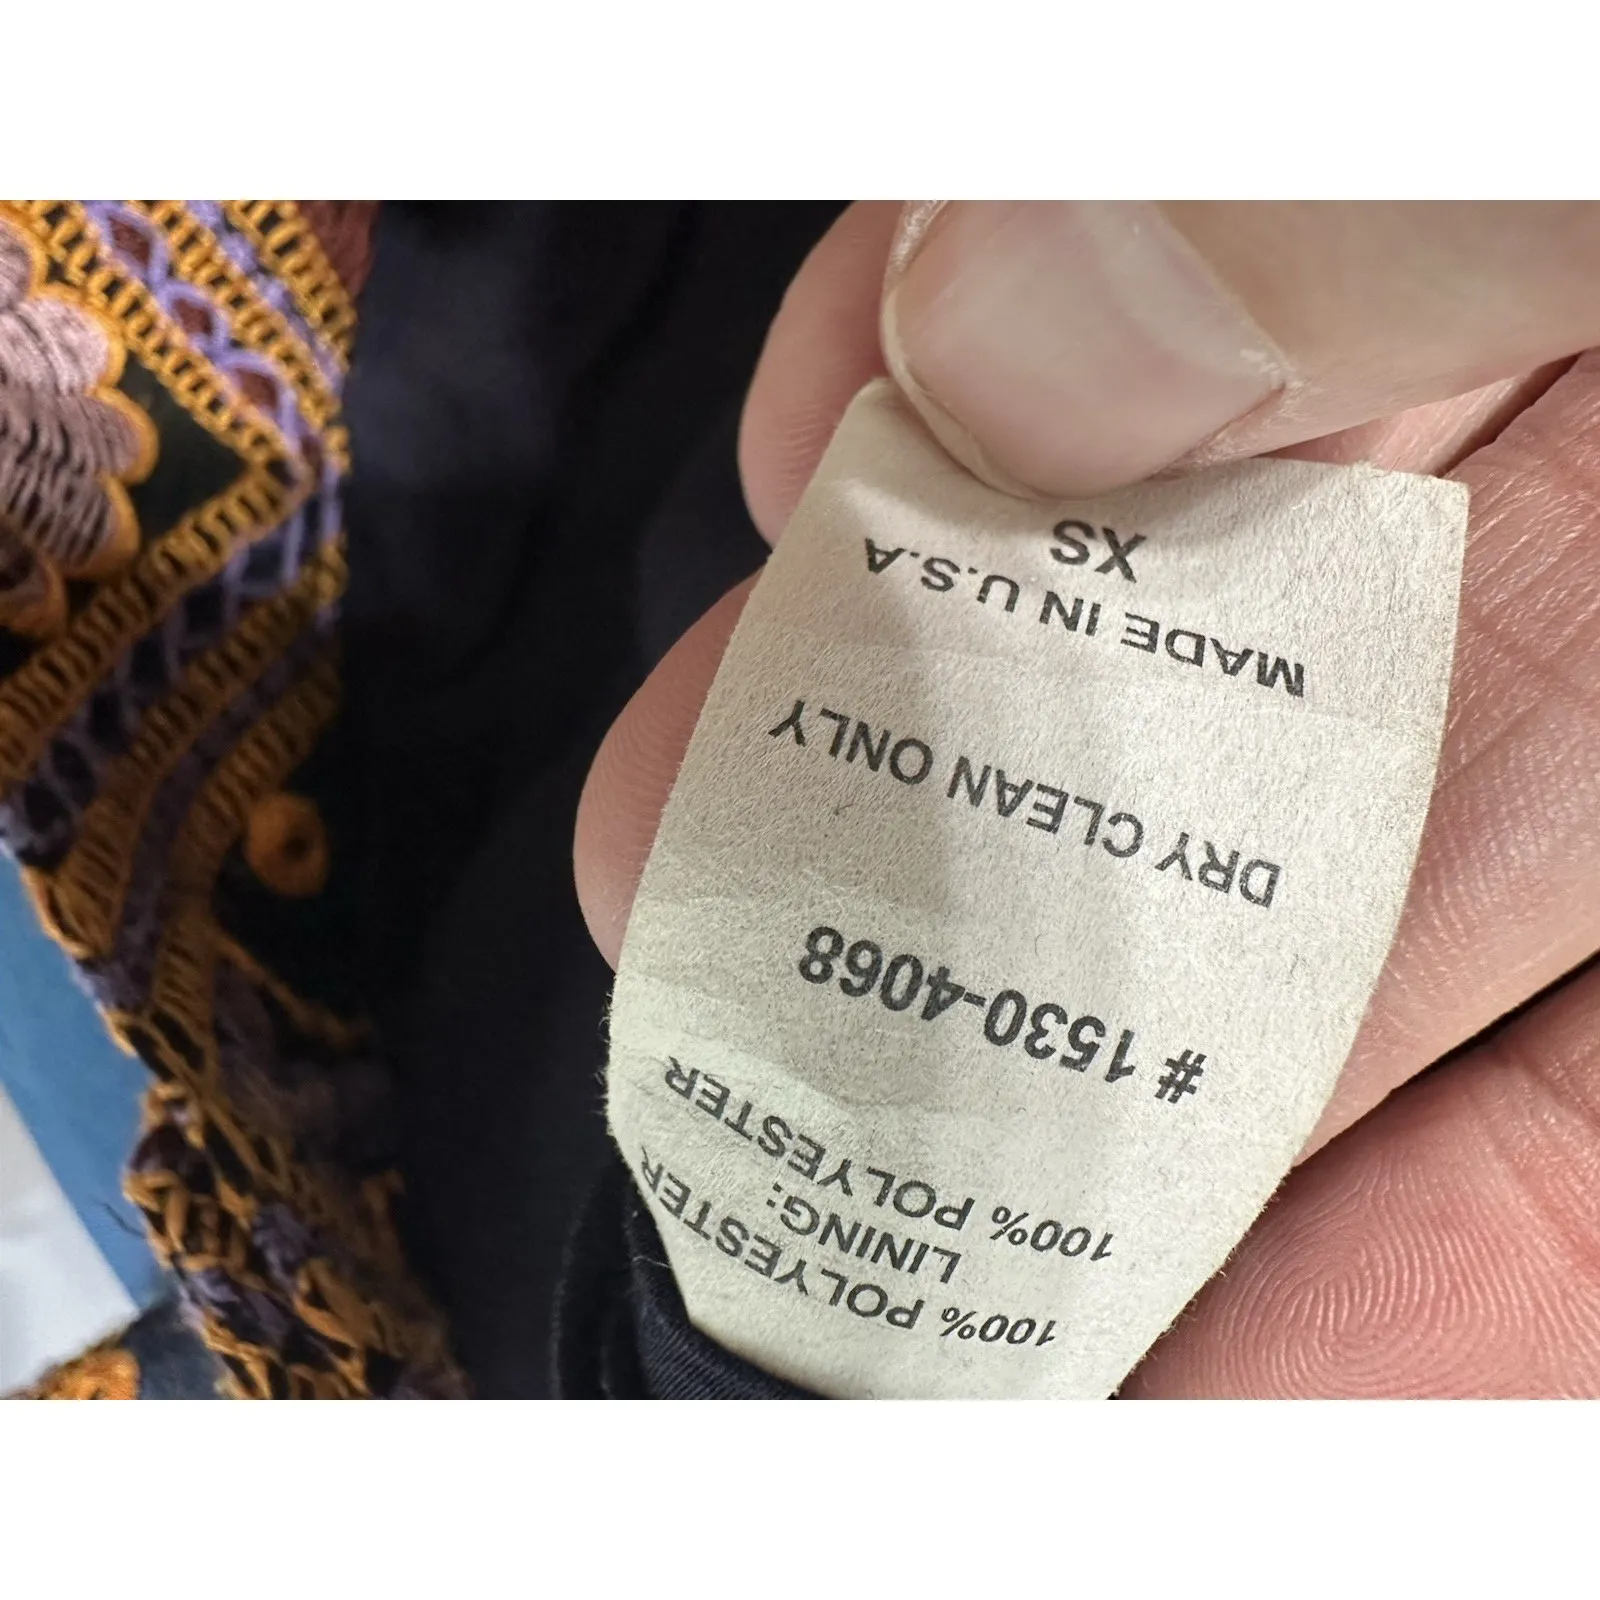 100% POLYESTER
LINING:
100% POLYESTER
# 1530-4068
DRY CLEAN ONLY
MADE IN U.S.A
XS